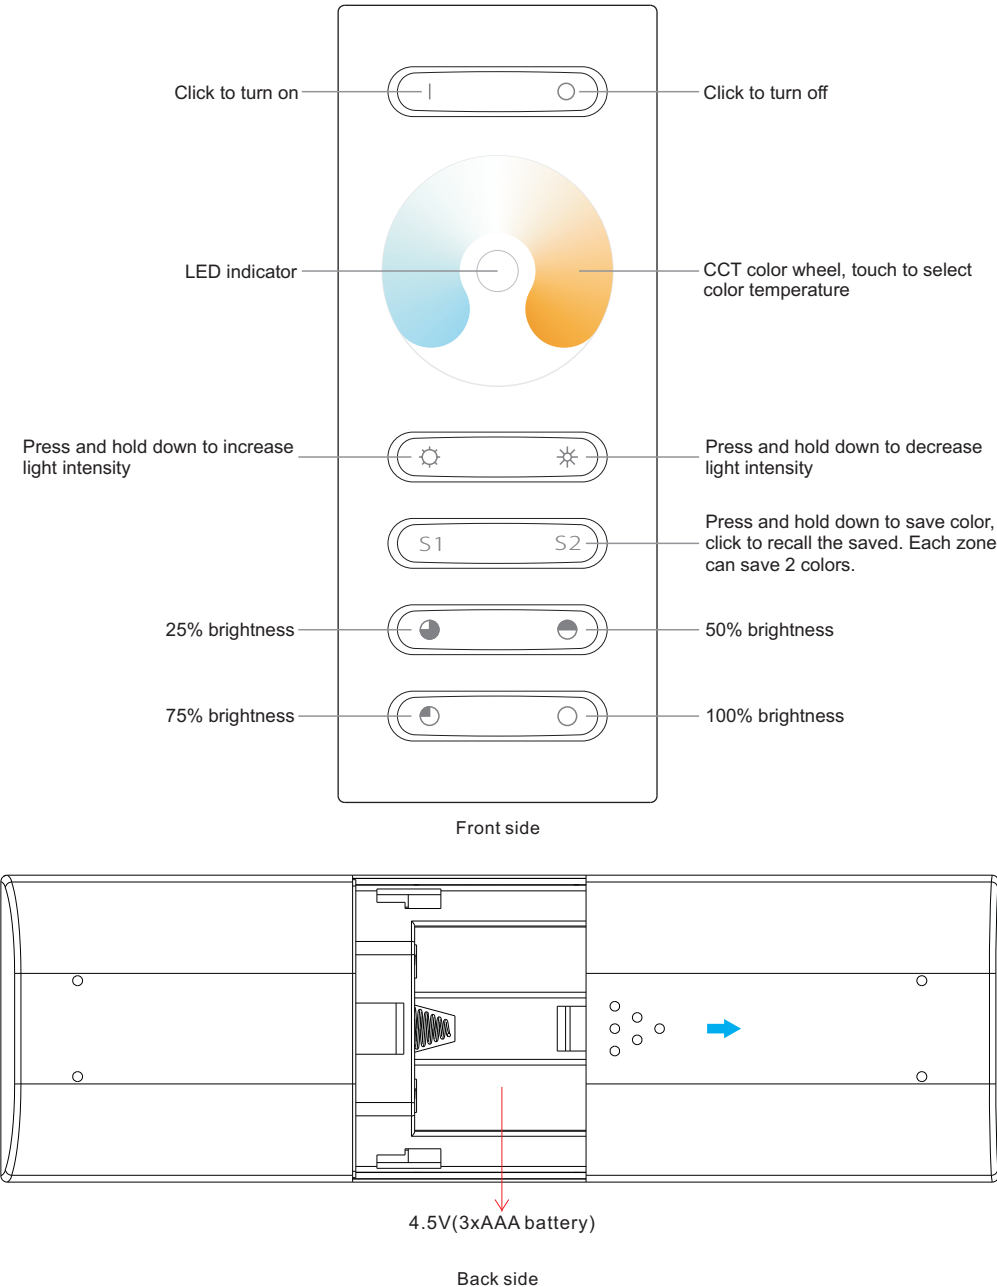 Click to turn on
Click to turn off
LED indicator
CCT color wheel, touch to select
color temperature
Press and hold down to increase
light intensity
Press and hold down to decrease
light intensity
S1 S2
Press and hold down to save color,
click to recall the saved. Each zone
can save 2 colors.
25% brightness
50% brightness
75% brightness
100% brightness
Front side
4.5V(3xAAA battery)
Back side